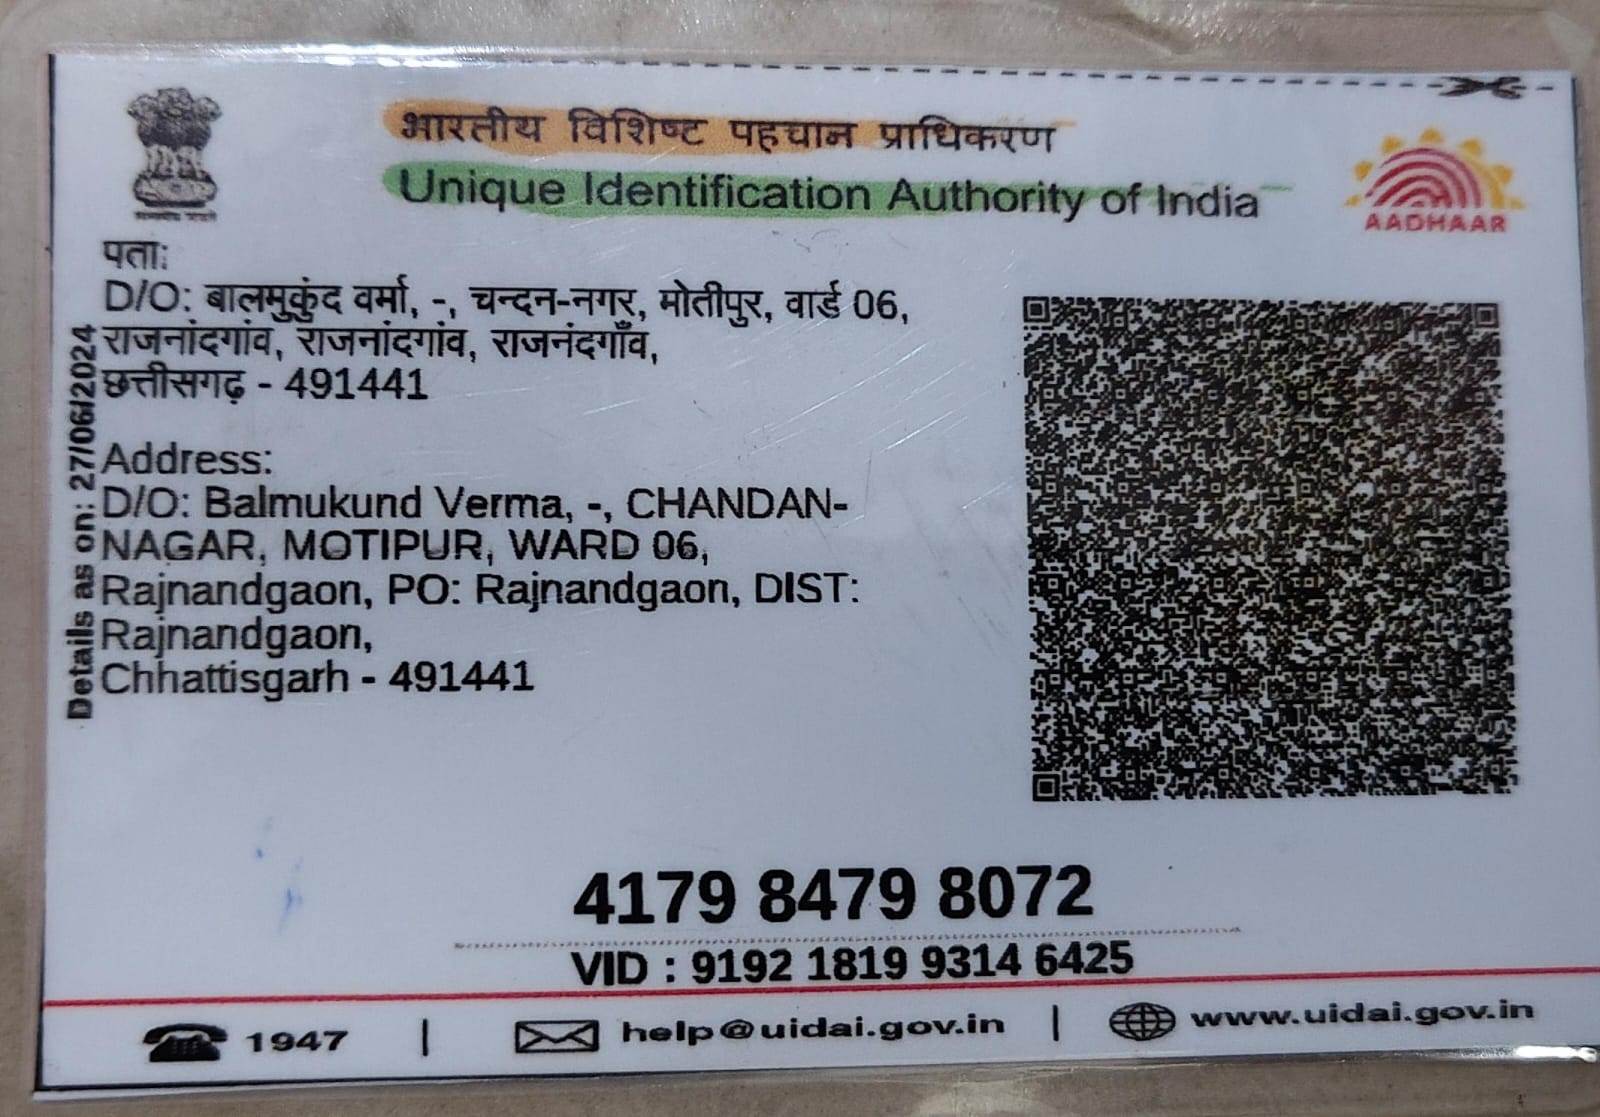 भारतीय विशिष्ट पहचान प्राधिकरण
Unique Identification Authority of India
AADHAAR
पता:
D/O: बालमुकुंद वर्मा, -, चन्दन-नगर, मोतीपुर, वार्ड 06,
राजनांदगांव, राजनांदगांव, राजनंदगाँव,
छत्तीसगढ़ - 491441
Address:
D/O: Balmukund Verma, -, CHANDAN-
NAGAR, MOTIPUR, WARD 06,
Rajnandgaon, PO: Rajnandgaon, DIST:
Rajnandgaon,
Chhattisgarh - 491441
Details as on: 27/06/2024
4179 8479 8072
VID : 9192 1819 9314 6425
1947 | help@uidai.gov.in | www.uidai.gov.in